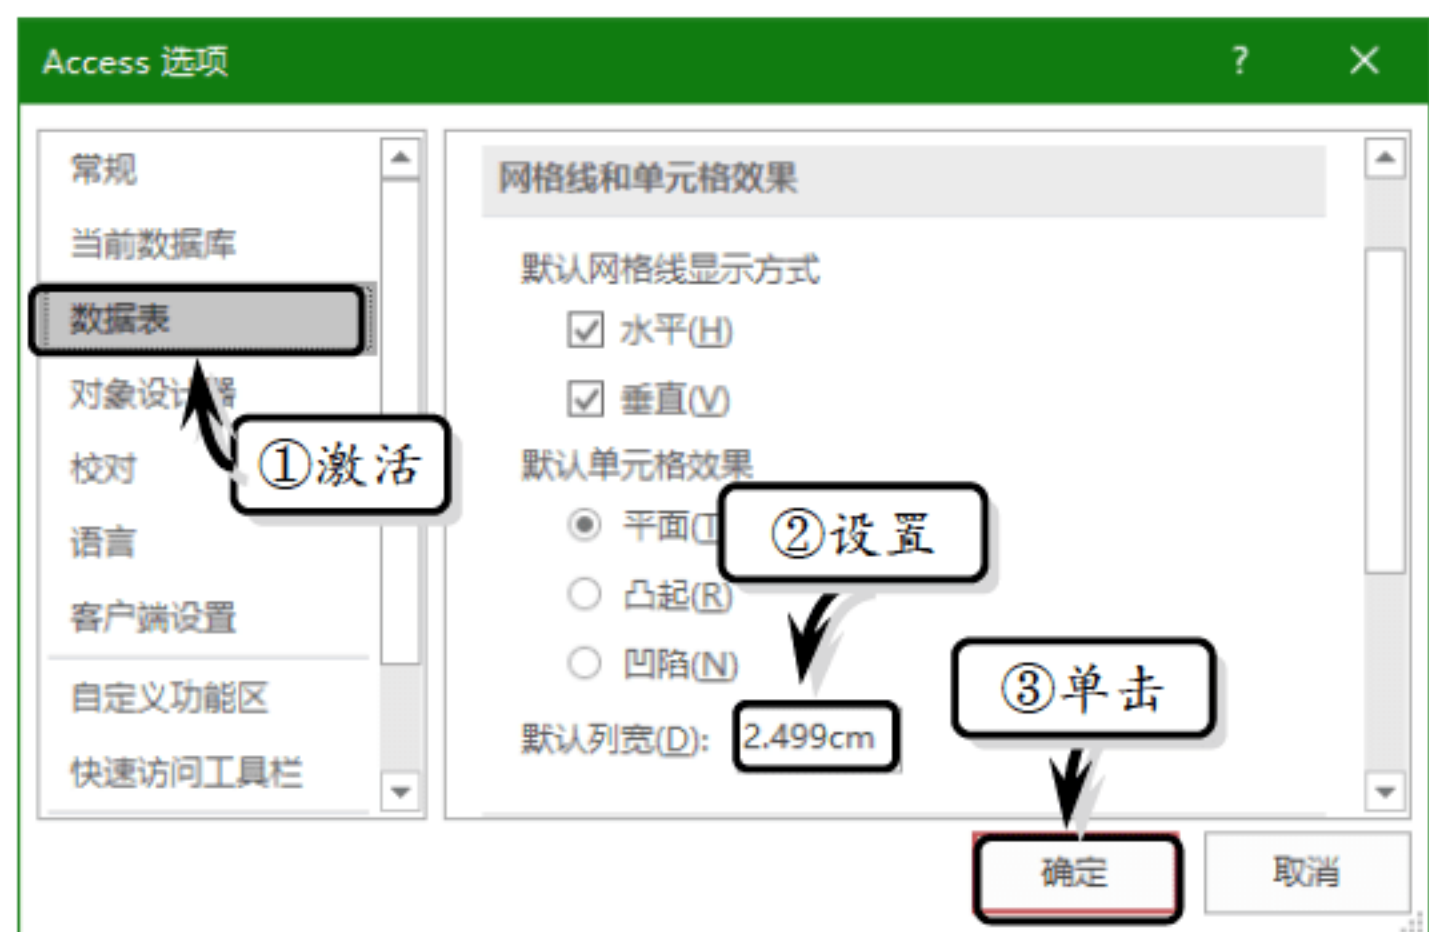 Access 选项
?
常规
当前数据库
数据表
对象设计器
①激活
校对
语言
客户端设置
自定义功能区
快速访问工具栏
网格线和单元格效果
默认网格线显示方式
水平(H)
垂直(V)
默认单元格效果
平面(T
②设置
凸起(R)
凹陷(N)
默认列宽(D):
2.499cm
③单击
确定
取消